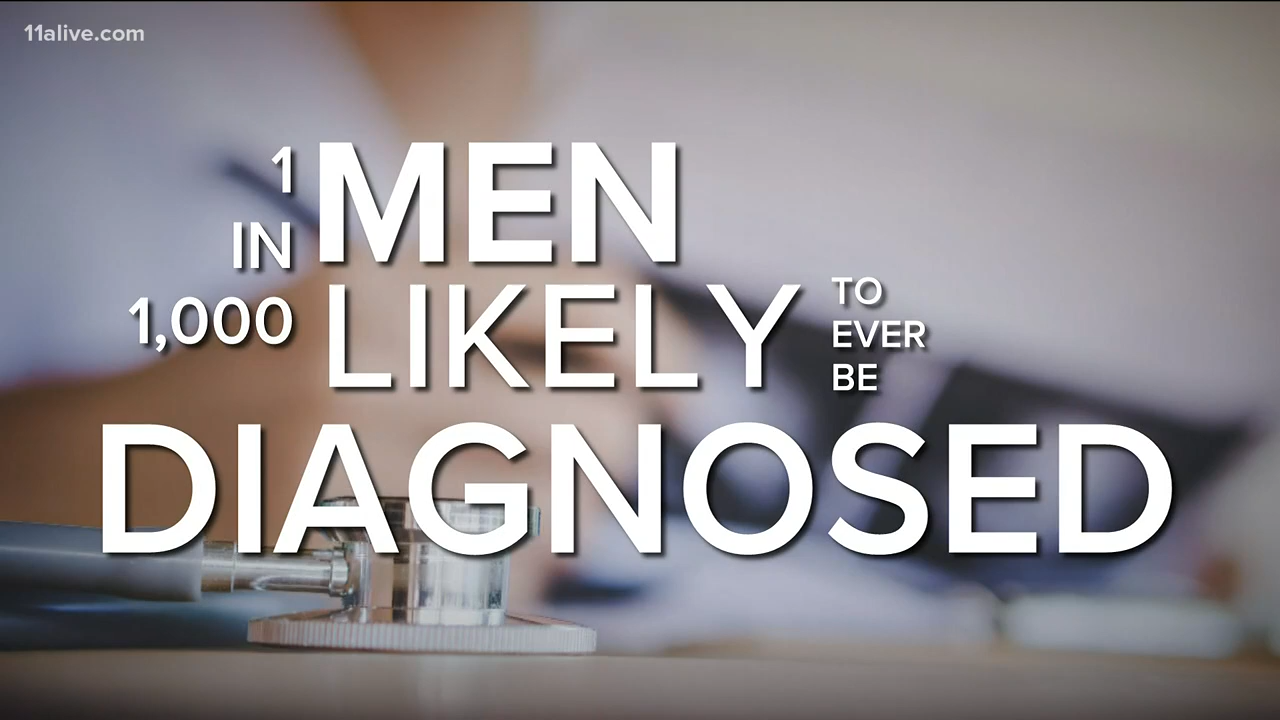 11alive.com
1
IN
1,000
MEN
LIKELY
TO
EVER
BE
DIAGNOSED